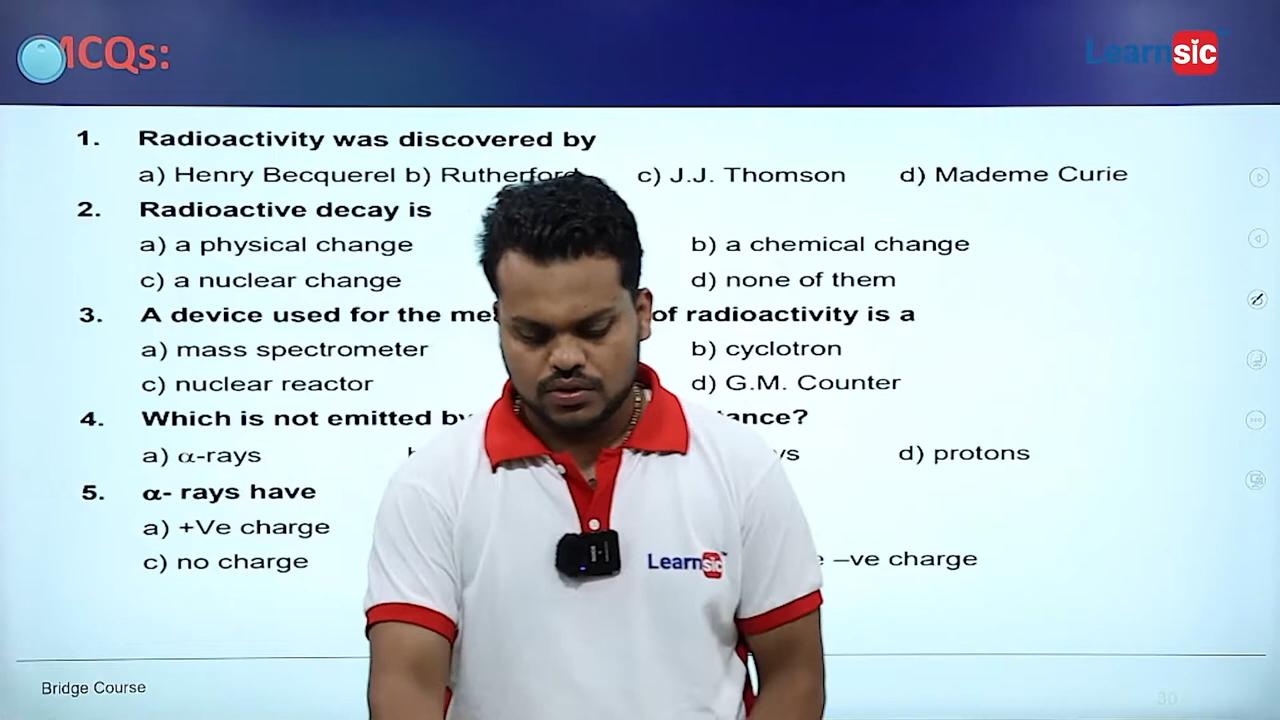 MCQs:
Learnsic
1. Radioactivity was discovered by
a) Henry Becquerel b) Rutherford c) J.J. Thomson d) Mademe Curie
2. Radioactive decay is
a) a physical change b) a chemical change
c) a nuclear change d) none of them
3. A device used for the of radioactivity is a
a) mass spectrometer b) cyclotron
c) nuclear reactor d) G.M. Counter
4. Which is not emitted by
a) α-rays d) protons
5. α- rays have
a) +Ve charge
c) no charge –ve charge
Learnsic
Bridge Course
30